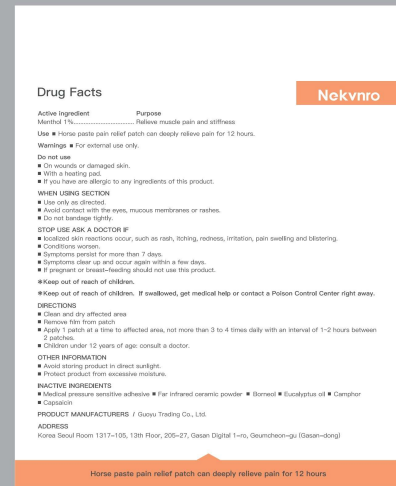 Drug Facts
Nekvnro
Active ingredient Purpose
Menthol 1%.............................. Relieve muscle pain and stiffness
Use ■ Horse paste pain relief patch can deeply relieve pain for 12 hours.
Warnings ■ For external use only.
Do not use
■ On wounds or damaged skin.
■ With a heating pad.
■ If you have are allergic to any ingredients of this product.
WHEN USING SECTION
■ Use only as directed.
■ Avoid contact with the eyes, mucous membranes or rashes.
■ Do not bandage tightly.
STOP USE ASK A DOCTOR IF
■ localized skin reactions occur, such as rash, itching, redness, irritation, pain swelling and blistering.
■ Conditions worsen.
■ Symptoms persist for more than 7 days.
■ Symptoms clear up and occur again within a few days.
■ If pregnant or breast-feeding should not use this product.
※Keep out of reach of children.
※Keep out of reach of children. If swallowed, get medical help or contact a Poison Control Center right away.
DIRECTIONS
■ Clean and dry affected area
■ Remove film from patch
■ Apply 1 patch at a time to affected area, not more than 3 to 4 times daily with an interval of 1-2 hours between
2 patches.
■ Children under 12 years of age: consult a doctor.
OTHER INFORMATION
■ Avoid storing product in direct sunlight.
■ Protect product from excessive moisture.
INACTIVE INGREDIENTS
■ Medical pressure sensitive adhesive ■ Far infrared ceramic powder ■ Borneol ■ Eucalyptus oil ■ Camphor
■ Capsaicin
PRODUCT MANUFACTURERS / Guoyu Trading Co., Ltd.
ADDRESS
Korea Seoul Room 1317-105, 13th Floor, 205-27, Gasan Digital 1-ro, Geumcheon-gu (Gasan-dong)
Horse paste pain relief patch can deeply relieve pain for 12 hours